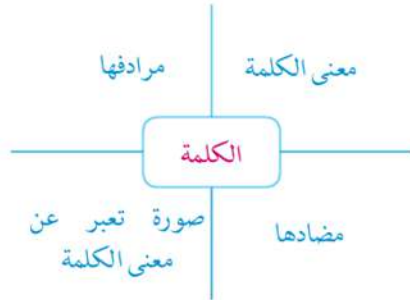 معنى الكلمة
مرادفها
الكلمة
مضادها
صورة تعبر عن
معنى الكلمة